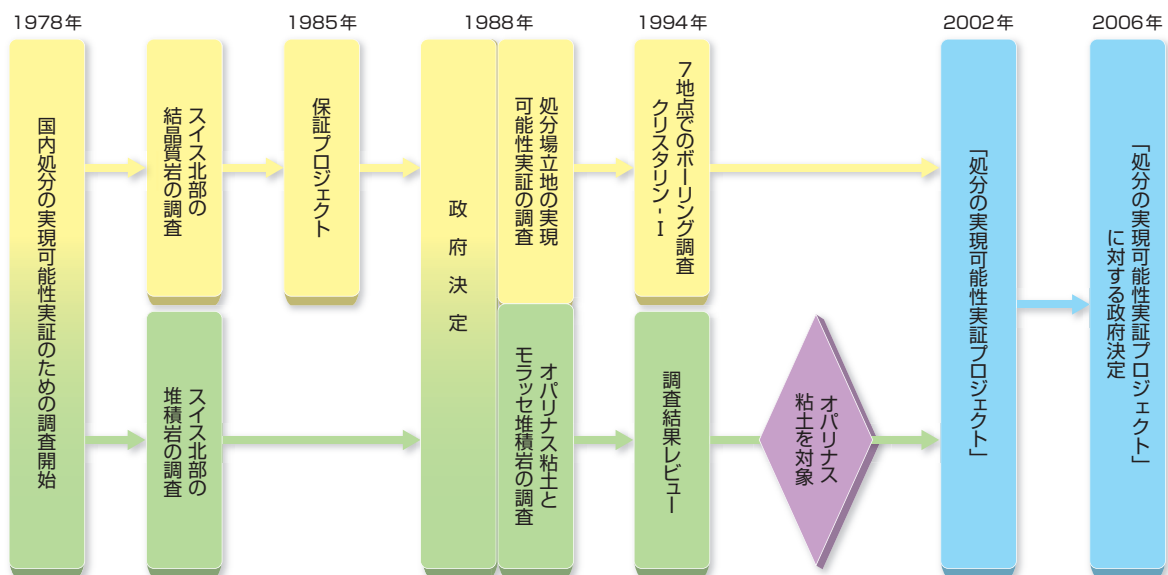 1978年
1985年
1988年
1994年
2002年
2006年
国内処分の実現可能性実証のための調査開始
スイス北部の
結晶質岩の調査
スイス北部の
堆積岩の調査
保証プロジェクト
政府決定
処分場立地の実現
可能性実証の調査
オパリナス粘土と
モラッセ堆積岩の調査
7地点でのボーリング調査
クリスタリン-I
調査結果レビュー
オパリナス
粘土を対象
「処分の実現可能性実証プロジェクト」
「処分の実現可能性実証プロジェクト」
に対する政府決定